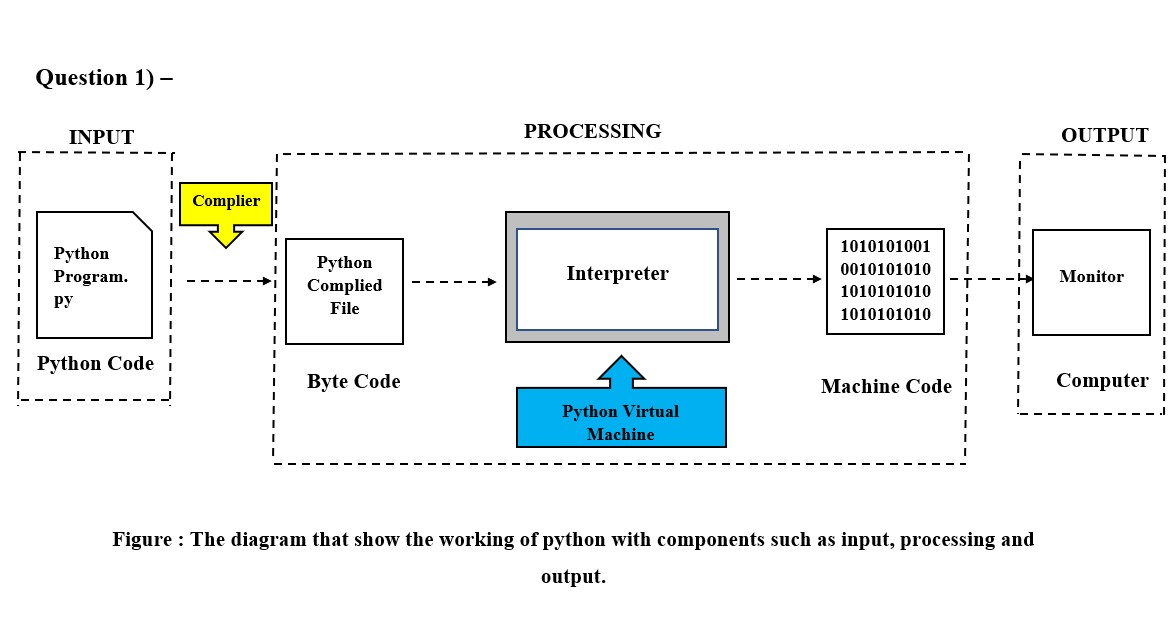 Question 1) –
INPUT
PROCESSING
OUTPUT
Complier
Python
Program.
py
Python Code
Python
Complied
File
Byte Code
Interpreter
Python Virtual
Machine
1010101001
0010101010
1010101010
1010101010
Machine Code
Monitor
Computer
Figure : The diagram that show the working of python with components such as input, processing and
output.